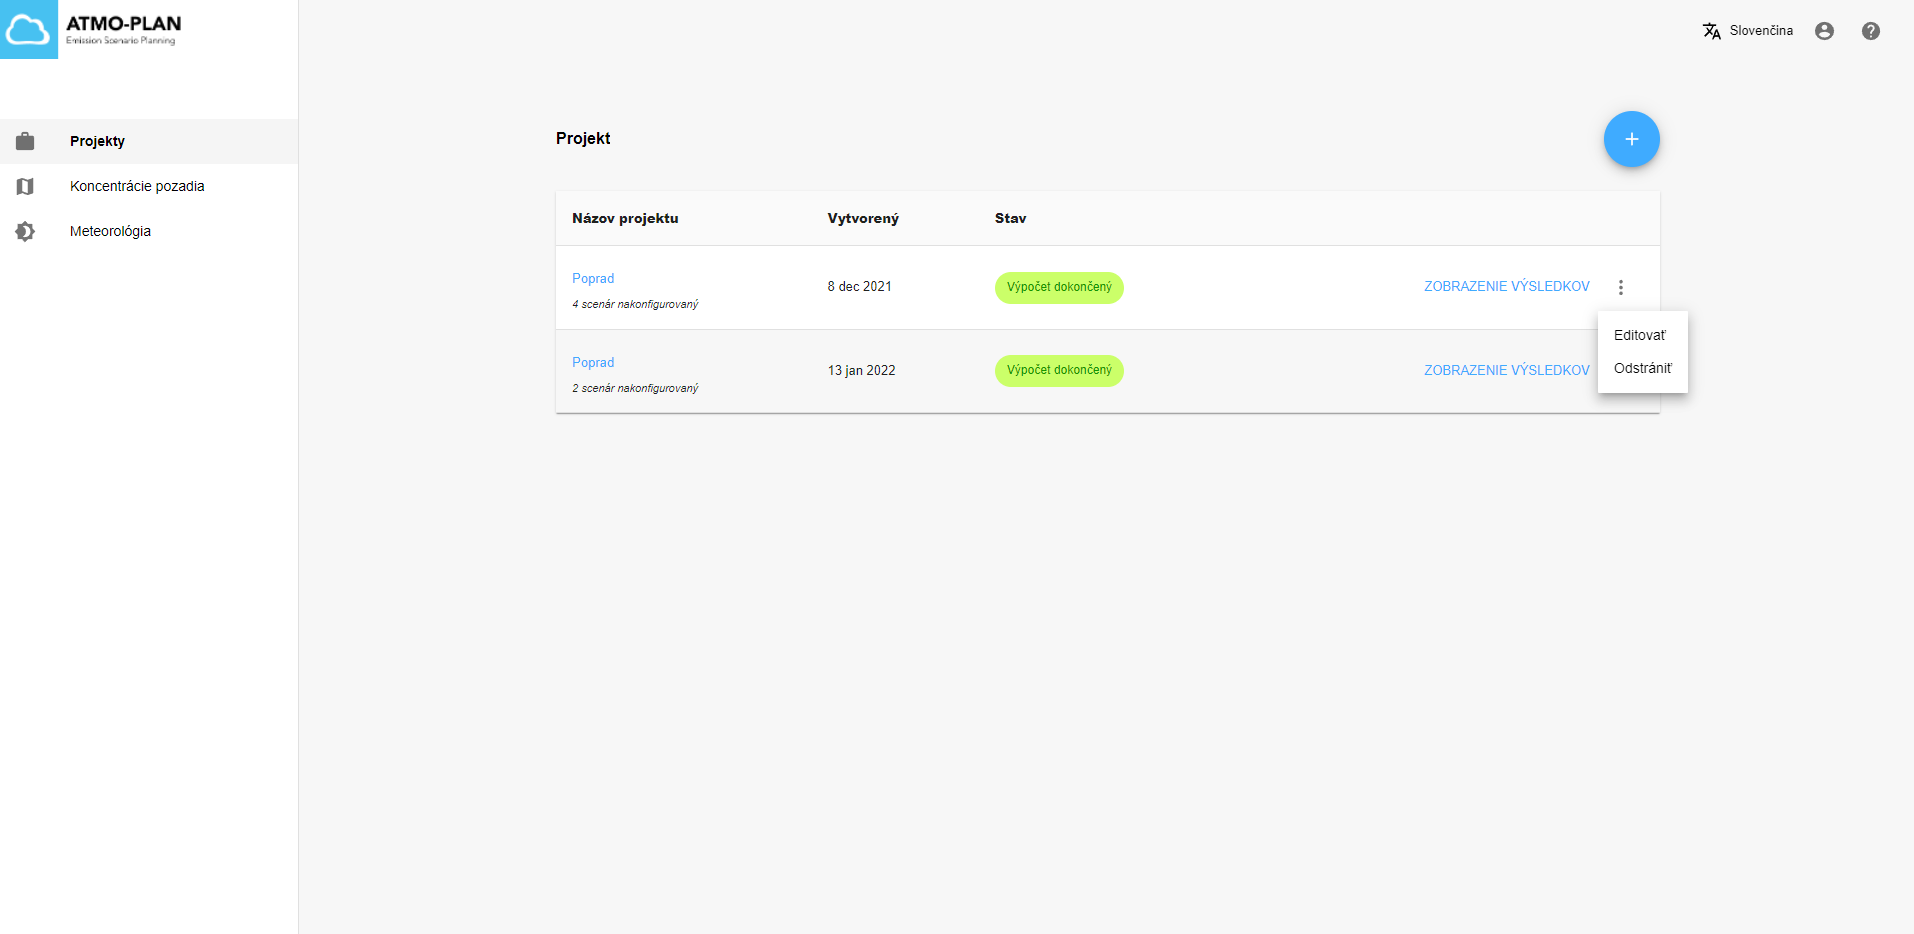 ATMO-PLAN
Emission Scenario Planning
Slovenčina
Projekty
Koncentrácie pozadia
Meteorológia
Projekt
Názov projektu Vytvorený Stav
Poprad
4 scenár nakonfigurovaný
8 dec 2021
Výpočet dokončený
ZOBRAZENIE VÝSLEDKOV
Editovať
Odstrániť
Poprad
2 scenár nakonfigurovaný
13 jan 2022
Výpočet dokončený
ZOBRAZENIE VÝSLEDKOV